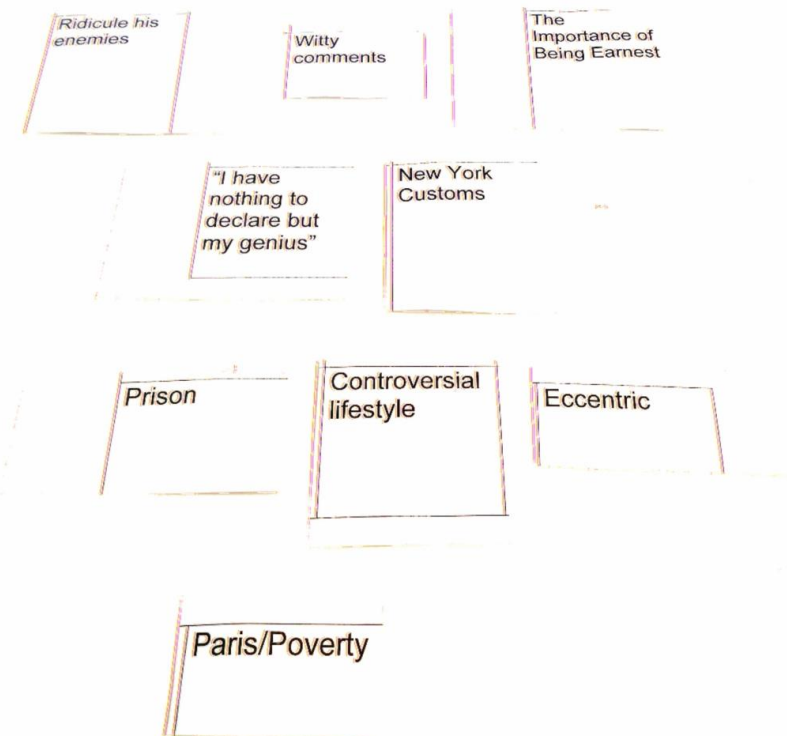 Ridicule his
enemies
Witty
comments
The
Importance of
Being Earnest
"I have
nothing to
declare but
my genius"
New York
Customs
Prison
Controversial
lifestyle
Eccentric
Paris/Poverty